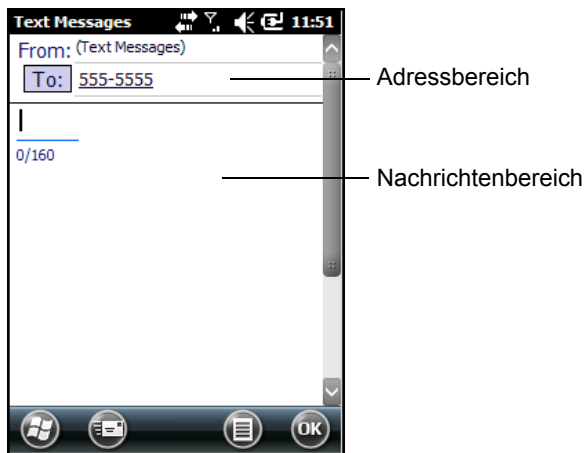 Text Messages 11:51
From: (Text Messages)
To: 555-5555
Adressbereich
0/160
Nachrichtenbereich
OK